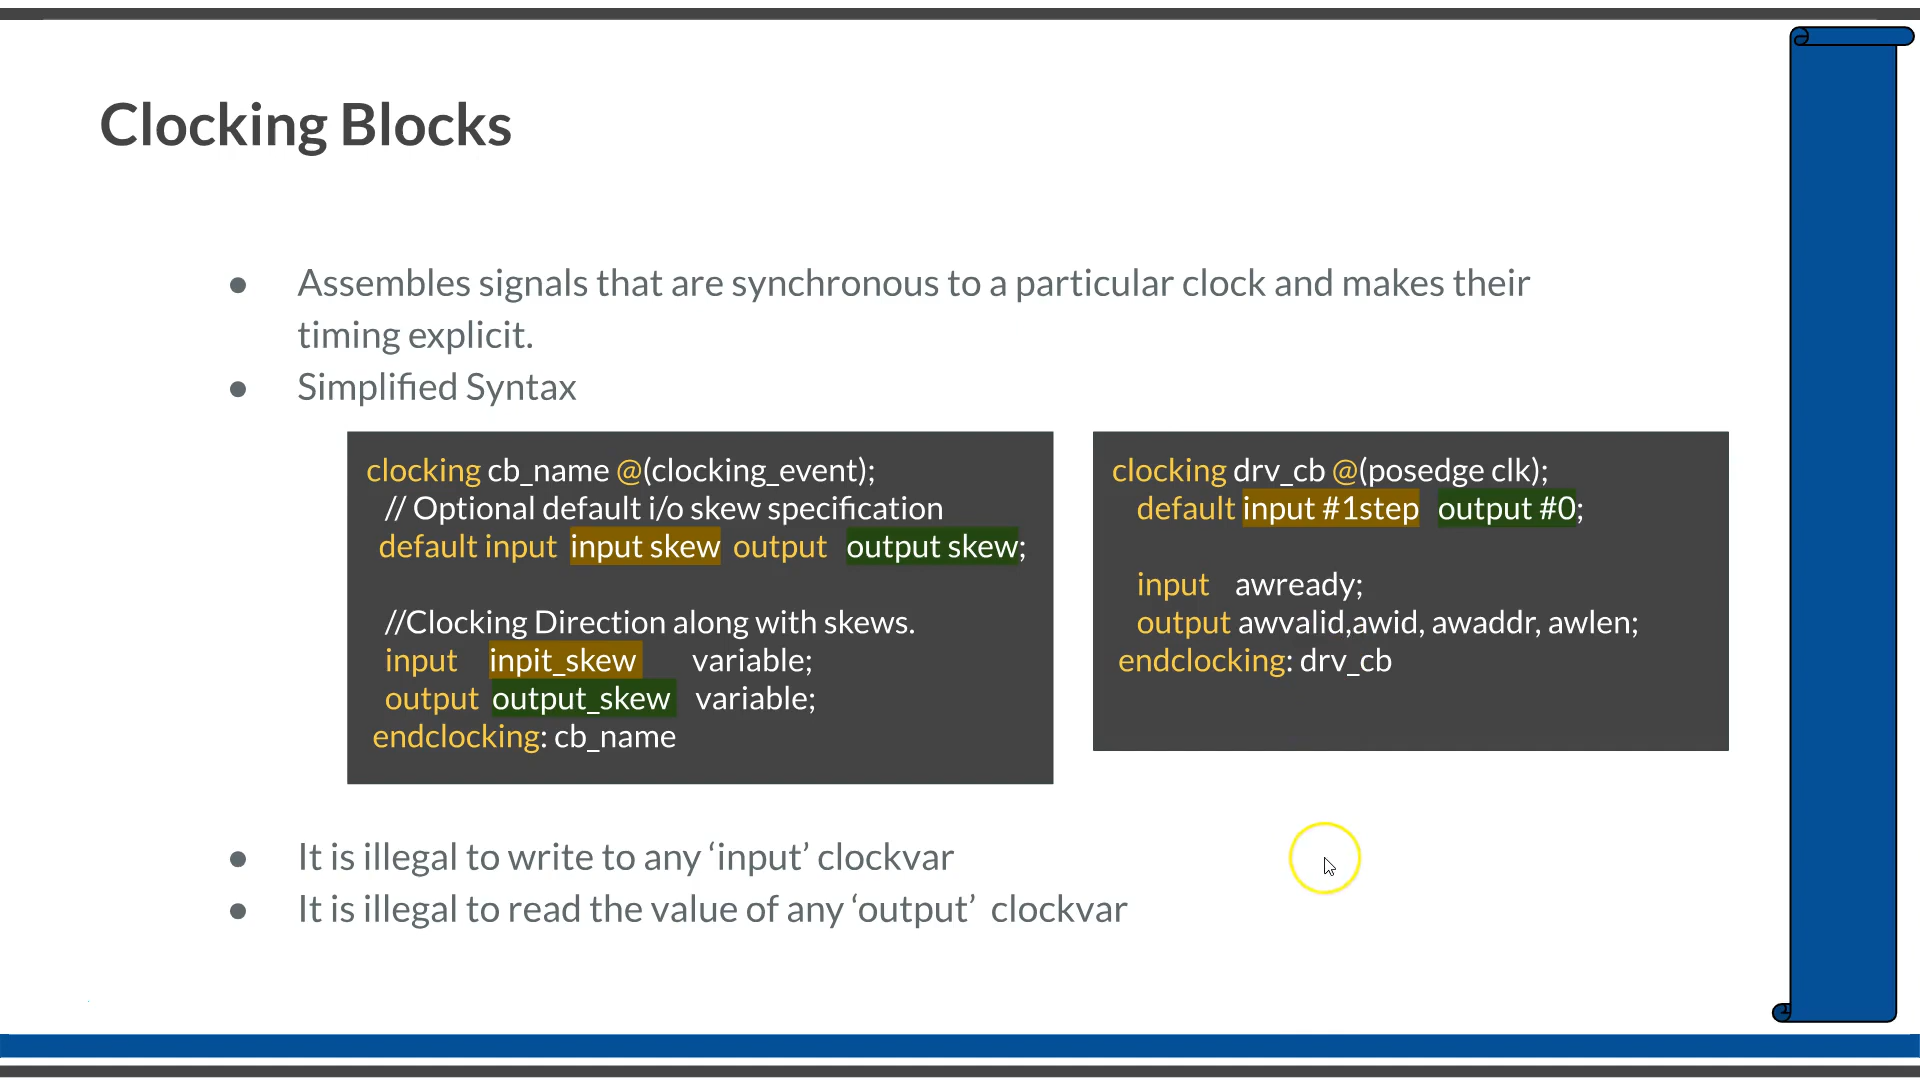 Clocking Blocks
● Assembles signals that are synchronous to a particular clock and makes their
timing explicit.
● Simplified Syntax
clocking cb_name @(clocking_event);
// Optional default i/o skew specification
default input input skew output output skew;
//Clocking Direction along with skews.
input inpit_skew variable;
output output_skew variable;
endclocking: cb_name
clocking drv_cb @(posedge clk);
default input #1step output #0;
input awready;
output awvalid,awid, awaddr, awlen;
endclocking: drv_cb
● It is illegal to write to any ‘input’ clockvar
● It is illegal to read the value of any ‘output’ clockvar